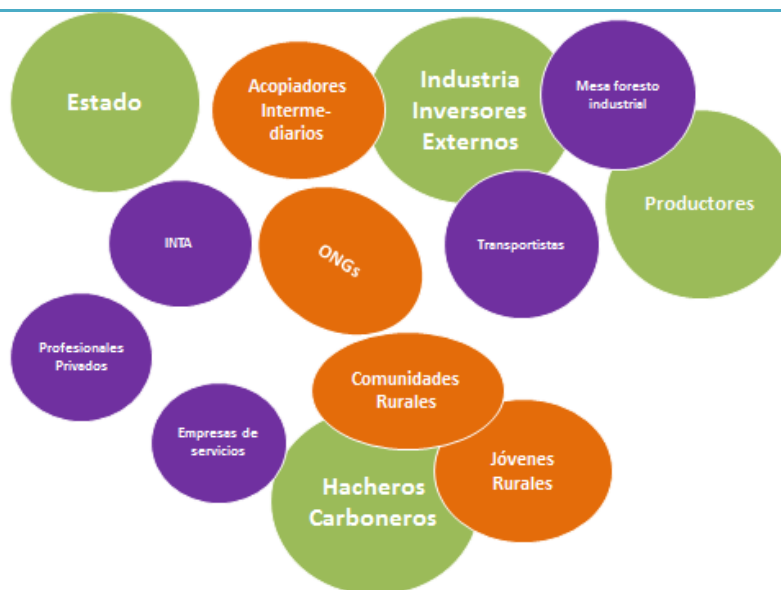 Estado
Acopiadores
Interme-
diarios
Industria
Inversores
Externos
Mesa foresto
industrial
Productores
INTA
ONGs
Transportistas
Profesionales
Privados
Comunidades
Rurales
Empresas de
servicios
Hacheros
Carboneros
Jóvenes
Rurales